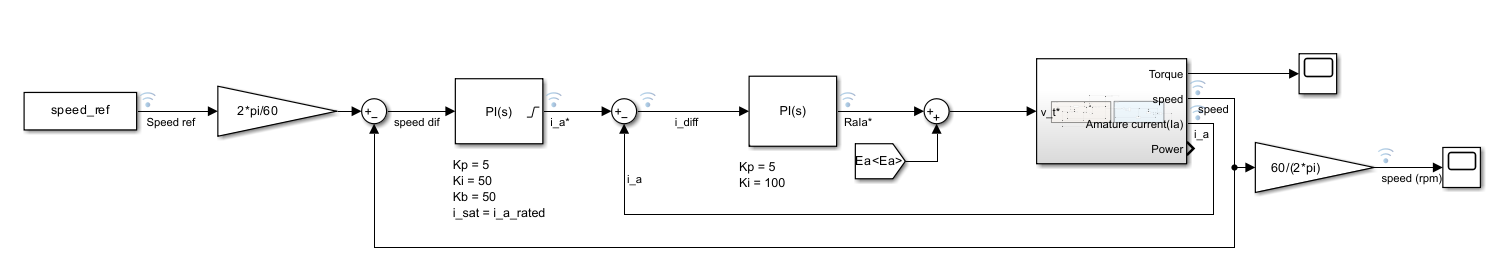 speed_ref
Speed ref
2*pi/60
speed dif
PI(s)
i_a*
Kp = 5
Ki = 50
Kb = 50
i_sat = i_a_rated
i_a
i_diff
PI(s)
RaIa*
Kp = 5
Ki = 100
Ea<Ea>
v_t*
Torque
speed
Amature current(Ia)
Power
speed
i_a
60/(2*pi)
speed (rpm)